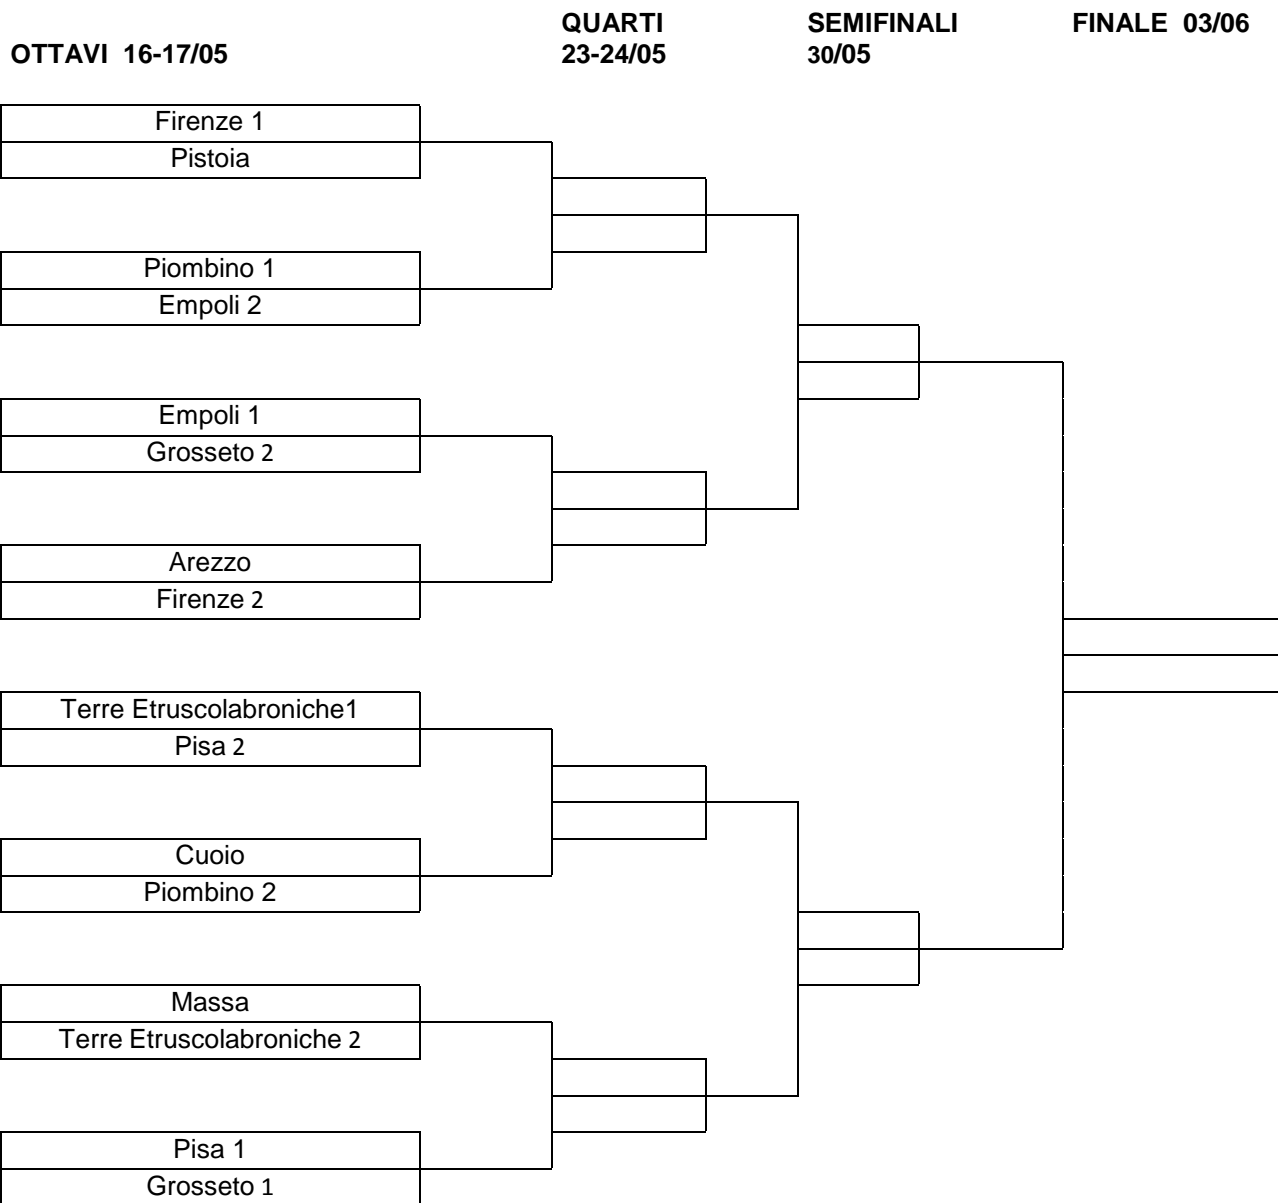 QUARTI SEMIFINALI FINALE 03/06
OTTAVI 16-17/05 23-24/05 30/05
Firenze 1
Pistoia
Piombino 1
Empoli 2
Empoli 1
Grosseto 2
Arezzo
Firenze 2
Terre Etruscolabroniche1
Pisa 2
Cuoio
Piombino 2
Massa
Terre Etruscolabroniche 2
Pisa 1
Grosseto 1